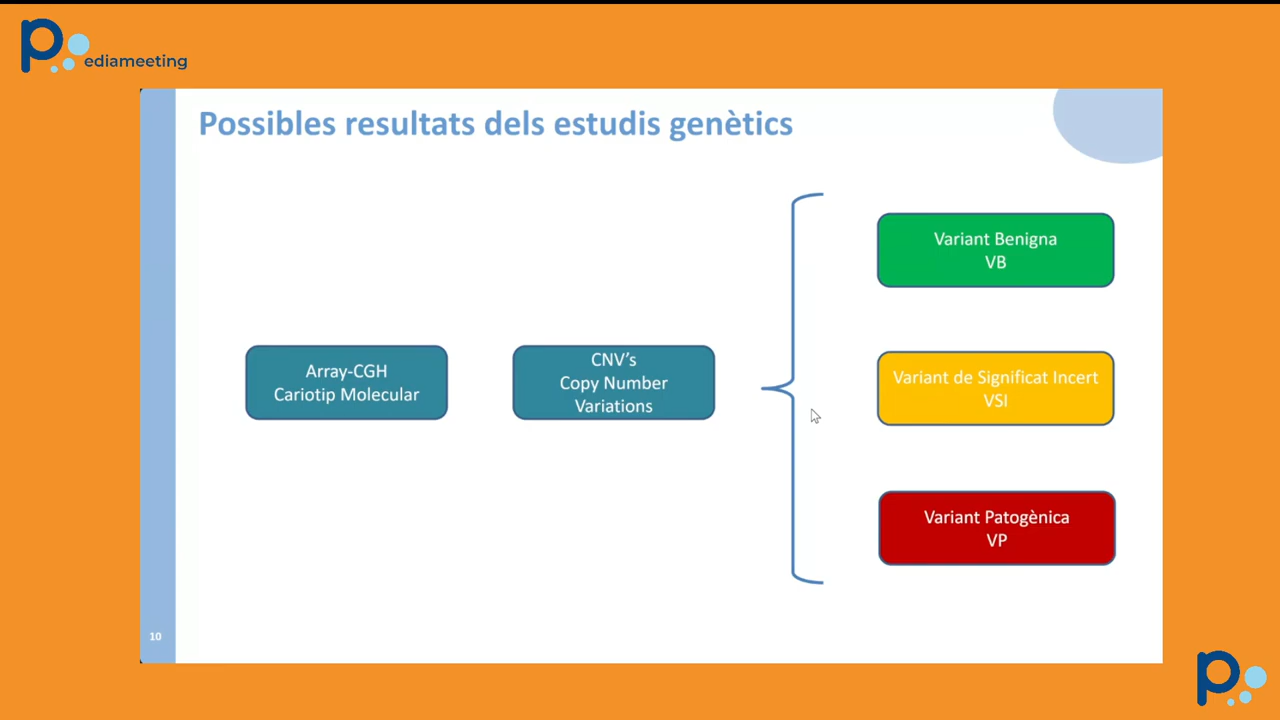 pediameeting
Possibles resultats dels estudis genètics
Array-CGH
Cariotip Molecular
CNV’s
Copy Number
Variations
Variant Benigna
VB
Variant de Significat Incert
VSI
Variant Patogènica
VP
10
p